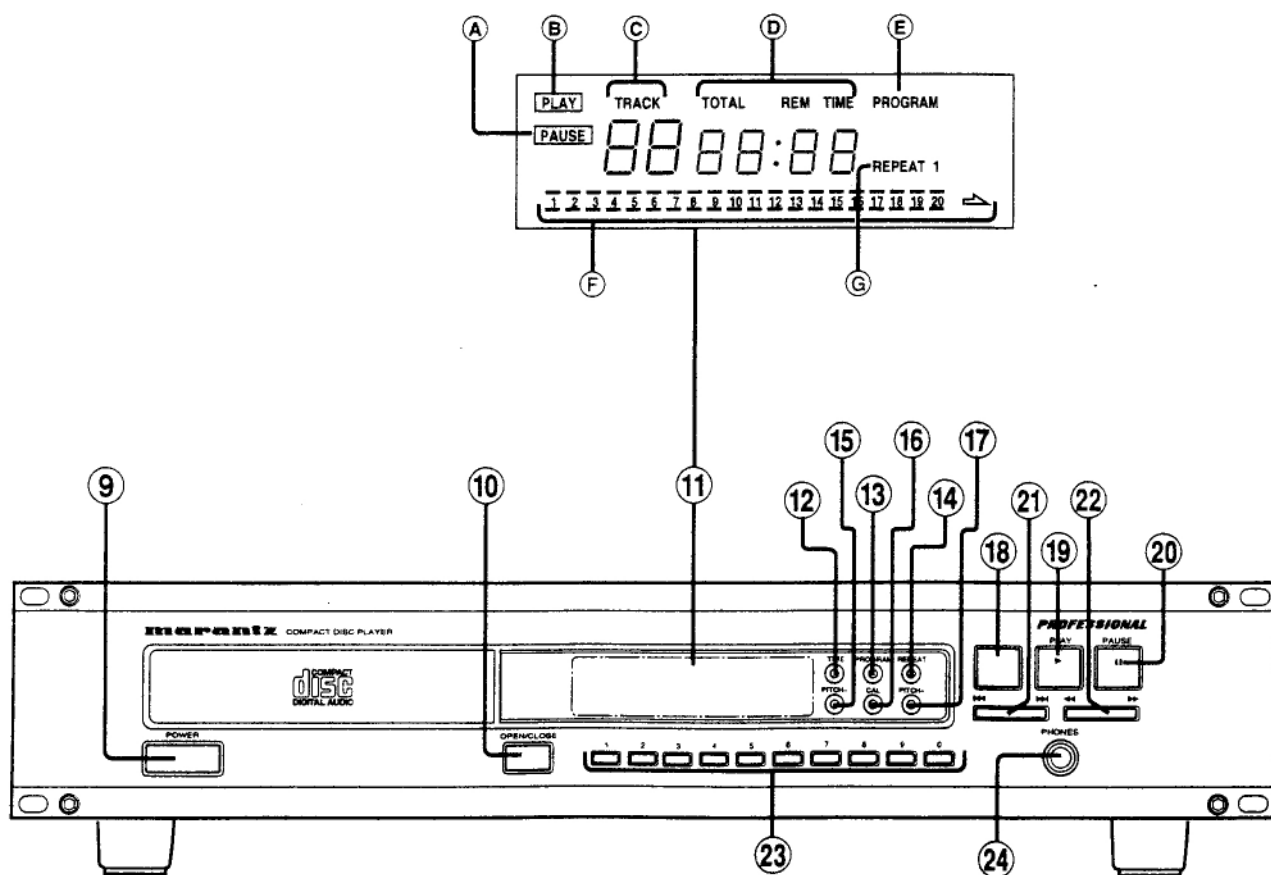 A B C D E
PLAY TRACK TOTAL REM TIME PROGRAM
PAUSE 88 88:88
REPEAT 1
1 2 3 4 5 6 7 8 9 10 11 12 13 14 15 16 17 18 19 20
F G
15 16 17
9 10 11 12 13 14 21 22
18 19 20
marantz COMPACT DISC PLAYER PROFESSIONAL
TIME PROGRAM REPEAT PLAY PAUSE
COMPACT
disc
DIGITAL AUDIO
PITCH- CAL PITCH-
POWER OPEN/CLOSE PHONES
1 2 3 4 5 6 7 8 9 0
23 24